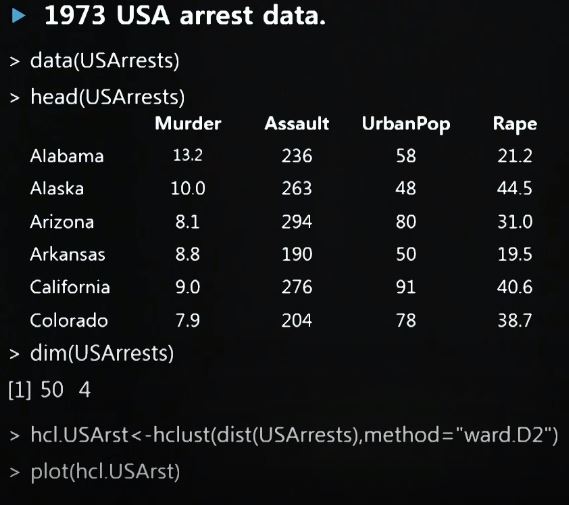 ► 1973 USA arrest data.
> data(USArrests)
> head(USArrests)
Murder Assault UrbanPop Rape
Alabama 13.2 236 58 21.2
Alaska 10.0 263 48 44.5
Arizona 8.1 294 80 31.0
Arkansas 8.8 190 50 19.5
California 9.0 276 91 40.6
Colorado 7.9 204 78 38.7
> dim(USArrests)
[1] 50 4
> hcl.USArst<-hclust(dist(USArrests),method="ward.D2")
> plot(hcl.USArst)